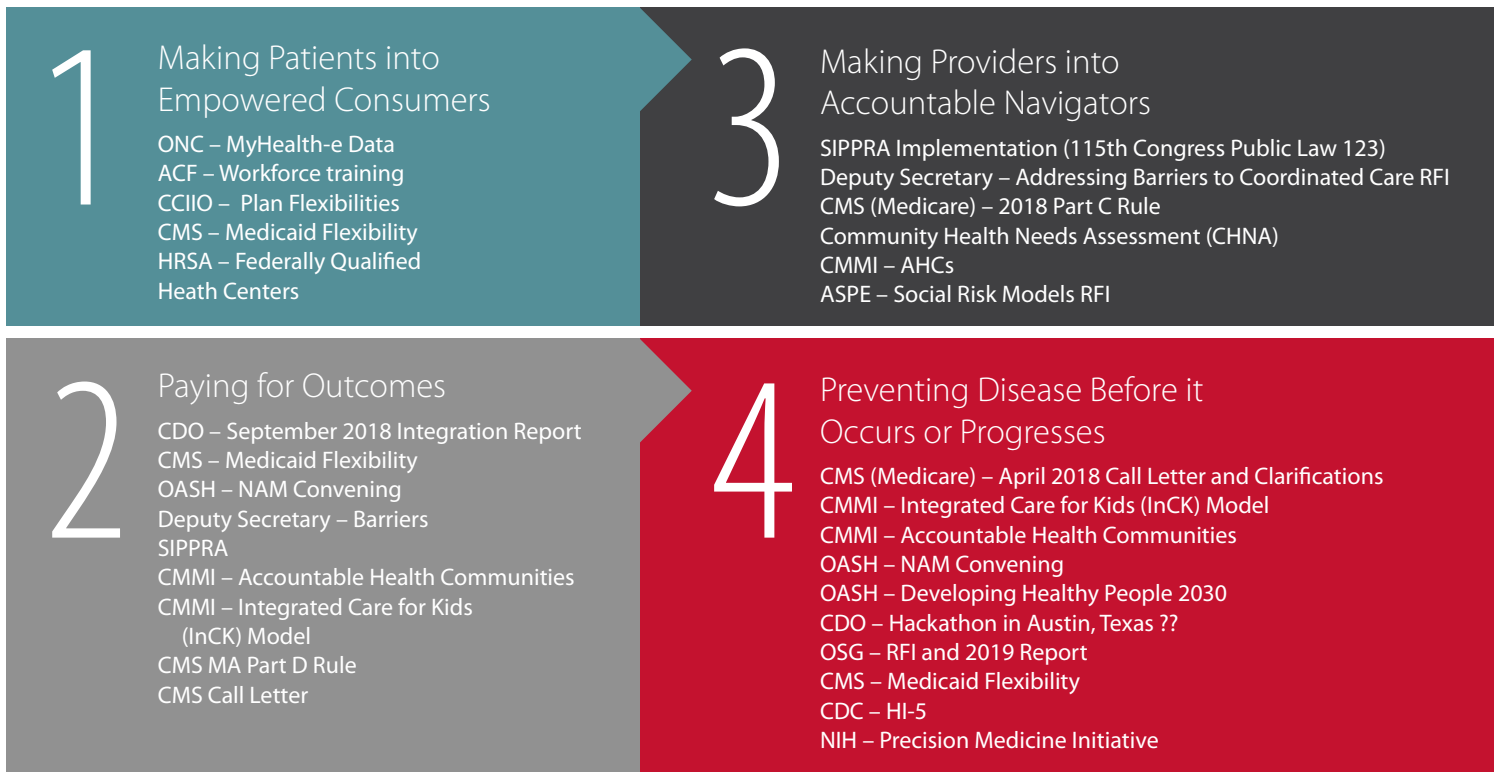 1
Making Patients into
Empowered Consumers
ONC – MyHealth-e Data
ACF – Workforce training
CCIIO – Plan Flexibilities
CMS – Medicaid Flexibility
HRSA – Federally Qualified
Heath Centers
2
Paying for Outcomes
CDO – September 2018 Integration Report
CMS – Medicaid Flexibility
OASH – NAM Convening
Deputy Secretary – Barriers
SIPPRA
CMMI – Accountable Health Communities
CMMI – Integrated Care for Kids
(InCK) Model
CMS MA Part D Rule
CMS Call Letter
3
Making Providers into
Accountable Navigators
SIPPRA Implementation (115th Congress Public Law 123)
Deputy Secretary – Addressing Barriers to Coordinated Care RFI
CMS (Medicare) – 2018 Part C Rule
Community Health Needs Assessment (CHNA)
CMMI – AHCs
ASPE – Social Risk Models RFI
4
Preventing Disease Before it
Occurs or Progresses
CMS (Medicare) – April 2018 Call Letter and Clarifications
CMMI – Integrated Care for Kids (InCK) Model
CMMI – Accountable Health Communities
OASH – NAM Convening
OASH – Developing Healthy People 2030
CDO – Hackathon in Austin, Texas ??
OSG – RFI and 2019 Report
CMS – Medicaid Flexibility
CDC – HI-5
NIH – Precision Medicine Initiative